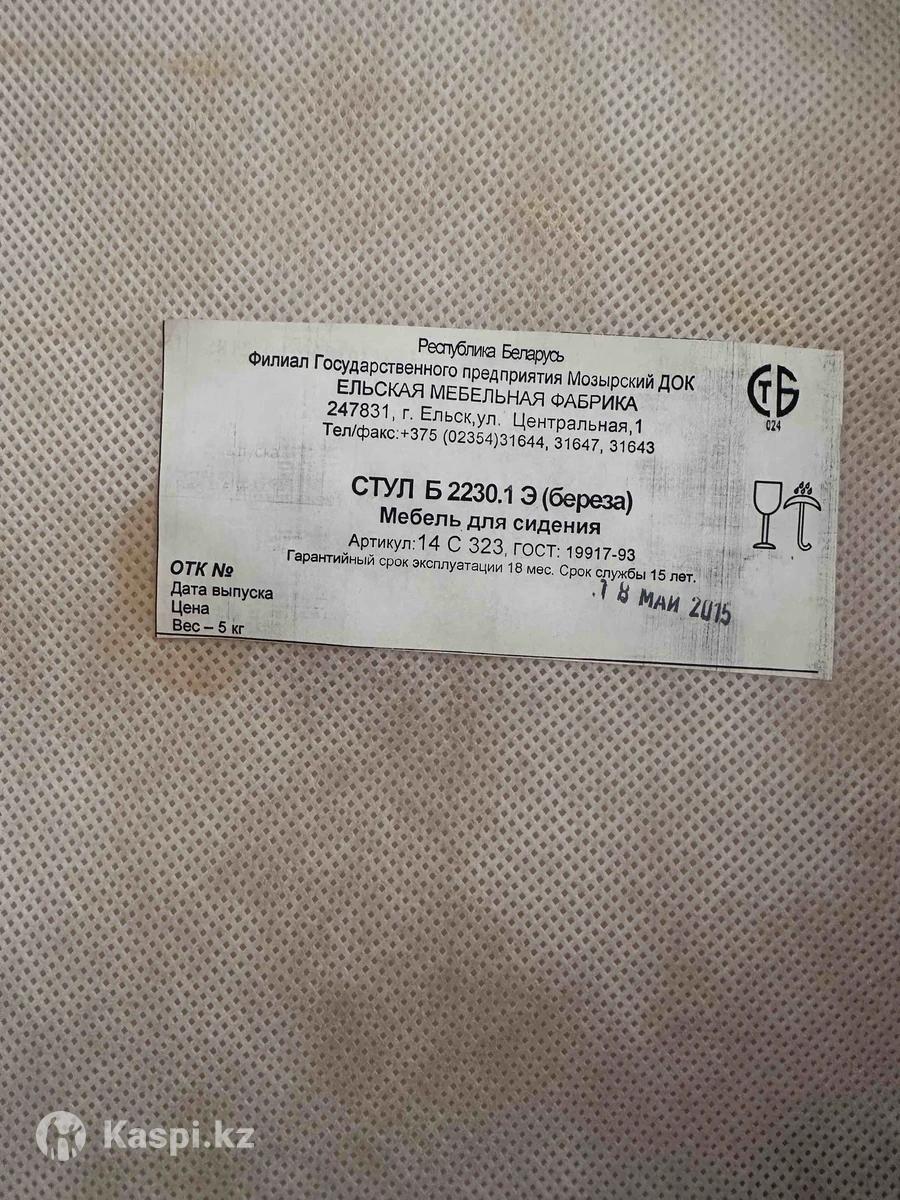 Республика Беларусь
Филиал Государственного предприятия Мозырский ДОК
ЕЛЬСКАЯ МЕБЕЛЬНАЯ ФАБРИКА
247831, г. Ельск,ул. Центральная,1
Тел/факс:+375 (02354)31644, 31647, 31643
СТБ
024
СТУЛ Б 2230.1 Э (береза)
Мебель для сидения
Артикул:14 С 323, ГОСТ: 19917-93
Гарантийный срок эксплуатации 18 мес. Срок службы 15 лет.
ОТК №
Дата выпуска
18 МАЙ 2015
Цена
Вес – 5 кг
Kaspi.kz